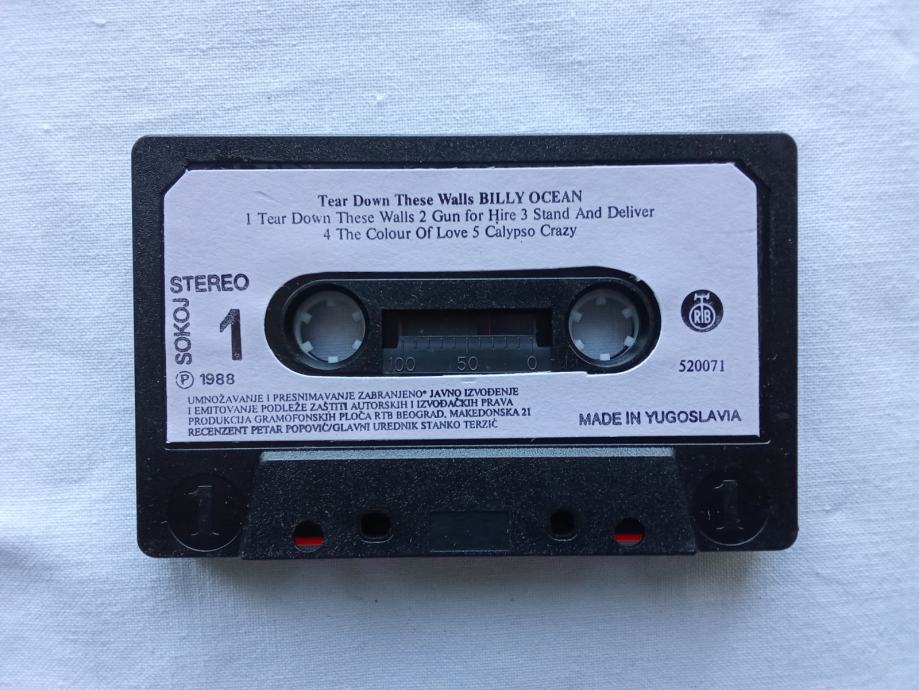 Tear Down These Walls BILLY OCEAN
1 Tear Down These Walls 2 Gun for Hire 3 Stand And Deliver
4 The Colour Of Love 5 Calypso Crazy
STEREO
SOKOJ
1
℗ 1988
RTB
520071
100 50 0
UMNOŽAVANJE I PRESNIMAVANJE ZABRANJENO* JAVNO IZVOĐENJE
I EMITOVANJE PODLEŽE ZAŠTITI AUTORSKIH I IZVOĐAČKIH PRAVA
PRODUKCIJA GRAMOFONSKIH PLOČA RTB BEOGRAD, MAKEDONSKA 21
RECENZENT PETAR POPOVIĆ/GLAVNI UREDNIK STANKO TERZIĆ
MADE IN YUGOSLAVIA
1
1